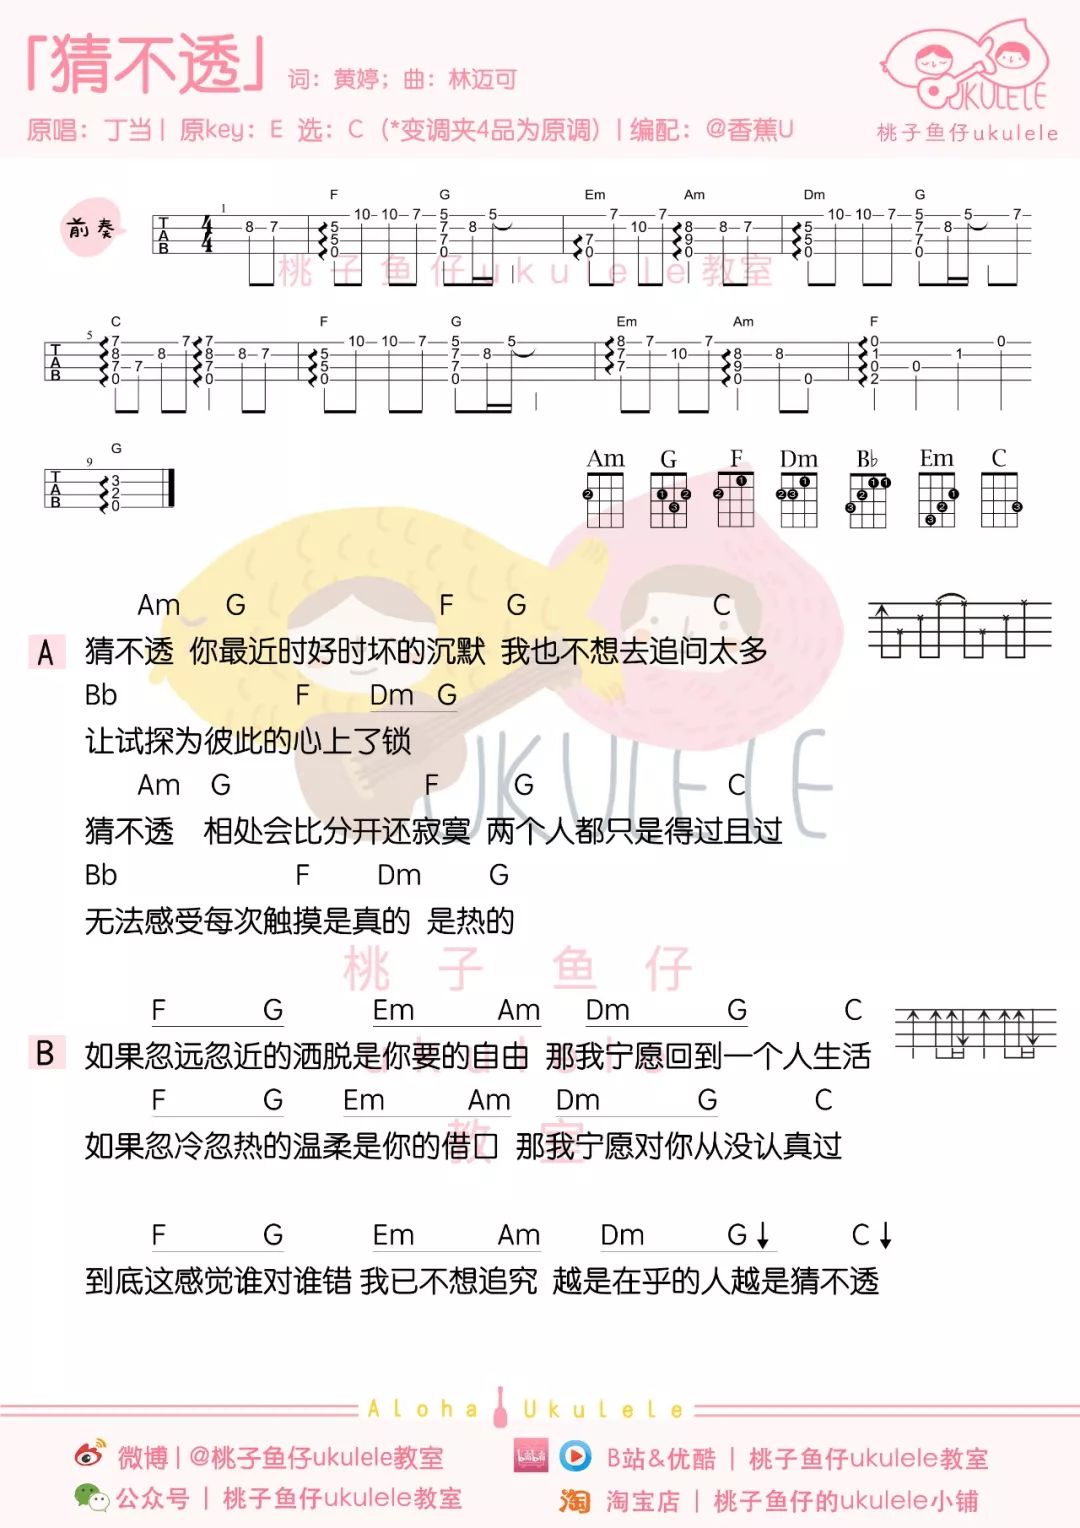 「猜不透」 词：黄婷；曲：林迈可
原唱：丁当 | 原key：E 选：C（*变调夹4品为原调）| 编配：@香蕉U
UKULELE
桃子鱼仔ukulele
前奏
F G Em Am Dm G
1
TAB 4/4 8 7 5 5 0 10 10 7 5 7 7 0 8 5 7 0 7 10 7 8 9 9 0 8 7 5 5 0 10 10 7 5 7 7 0 8 5 7
桃子鱼仔ukulele教室
C F G Em Am F
5
TAB 7 8 7 0 7 8 7 7 8 7 0 8 7 5 5 0 10 10 7 5 7 7 0 8 5 8 7 7 7 10 7 8 9 0 8 0 0 1 0 2 0 1 0
G
9
TAB 3 2 0
Am G F Dm B♭ Em C
Am G F G C
A 猜不透 你最近时好时坏的沉默 我也不想去追问太多
Bb F Dm G
让试探为彼此的心上了锁
Am G F G C
猜不透 相处会比分开还寂寞 两个人都只是得过且过
Bb F Dm G
无法感受每次触摸是真的 是热的
UKULELE
桃子鱼仔
F G Em Am Dm G C
B 如果忽远忽近的洒脱是你要的自由 那我宁愿回到一个人生活
ukulele
F G Em Am Dm G C
如果忽冷忽热的温柔是你的借口 那我宁愿对你从没认真过
教室
F G Em Am Dm G↓ C↓
到底这感觉谁对谁错 我已不想追究 越是在乎的人越是猜不透
Aloha Ukulele
微博 | @桃子鱼仔ukulele教室
B站&优酷 | 桃子鱼仔ukulele教室
公众号 | 桃子鱼仔ukulele教室
淘 淘宝店 | 桃子鱼仔的ukulele小铺